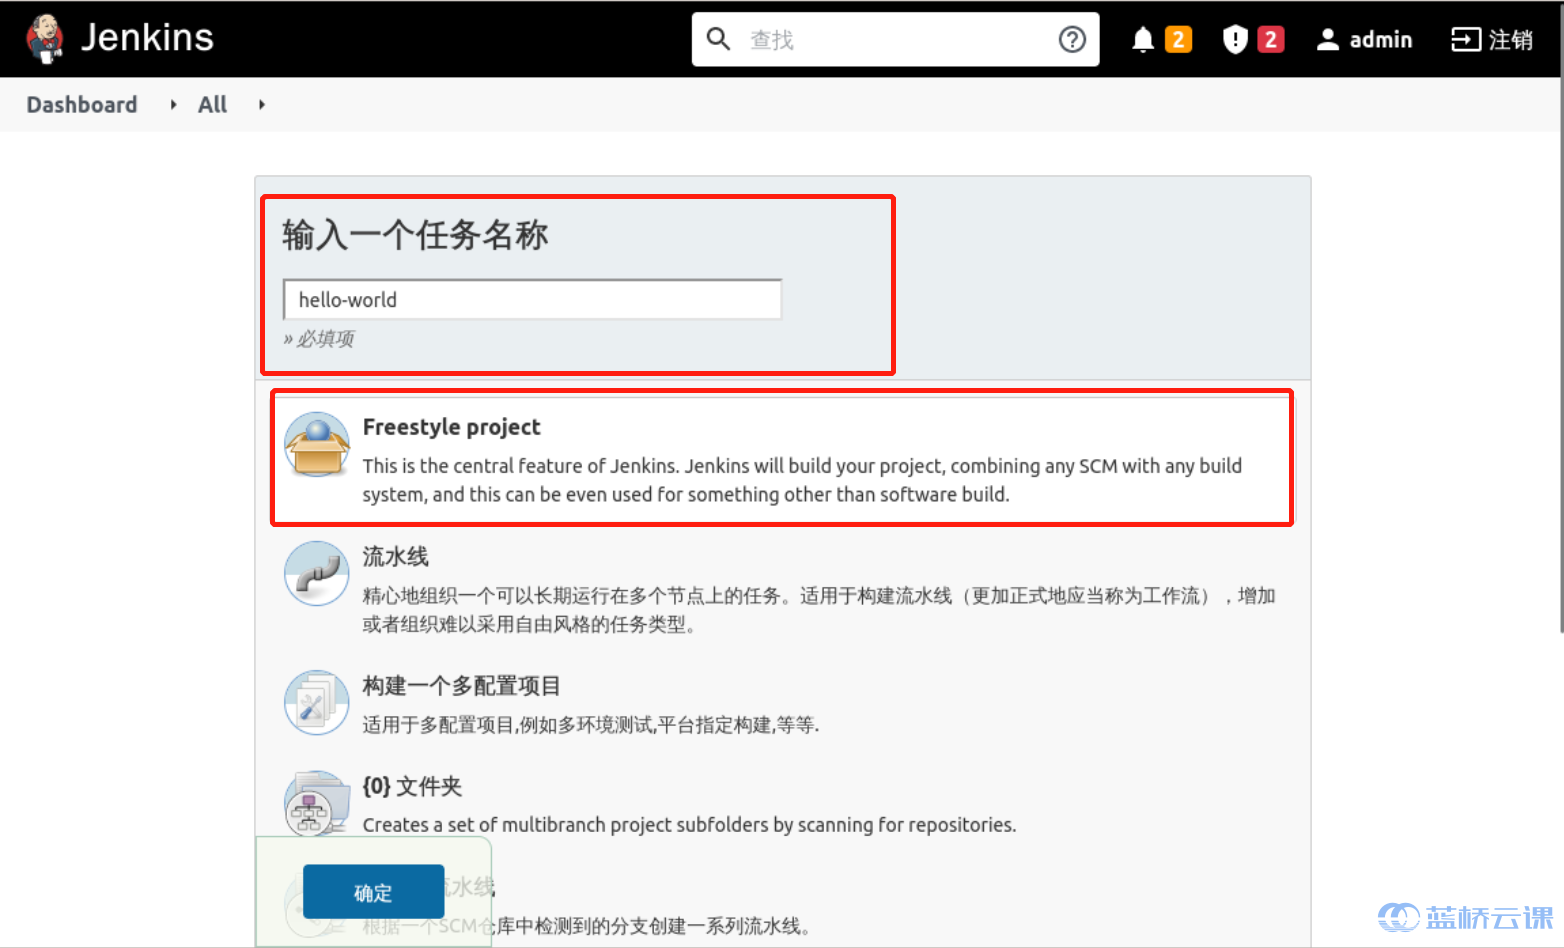 Jenkins
查找
2
2
admin
注销
Dashboard
All
输入一个任务名称
hello-world
» 必填项
Freestyle project
This is the central feature of Jenkins. Jenkins will build your project, combining any SCM with any build
system, and this can be even used for something other than software build.
流水线
精心地组织一个可以长期运行在多个节点上的任务。适用于构建流水线（更加正式地应当称为工作流），增加
或者组织难以采用自由风格的任务类型。
构建一个多配置项目
适用于多配置项目,例如多环境测试,平台指定构建,等等.
{0} 文件夹
Creates a set of multibranch project subfolders by scanning for repositories.
流水线
确定
根据一个SCM仓库中检测到的分支创建一系列流水线。
蓝桥云课